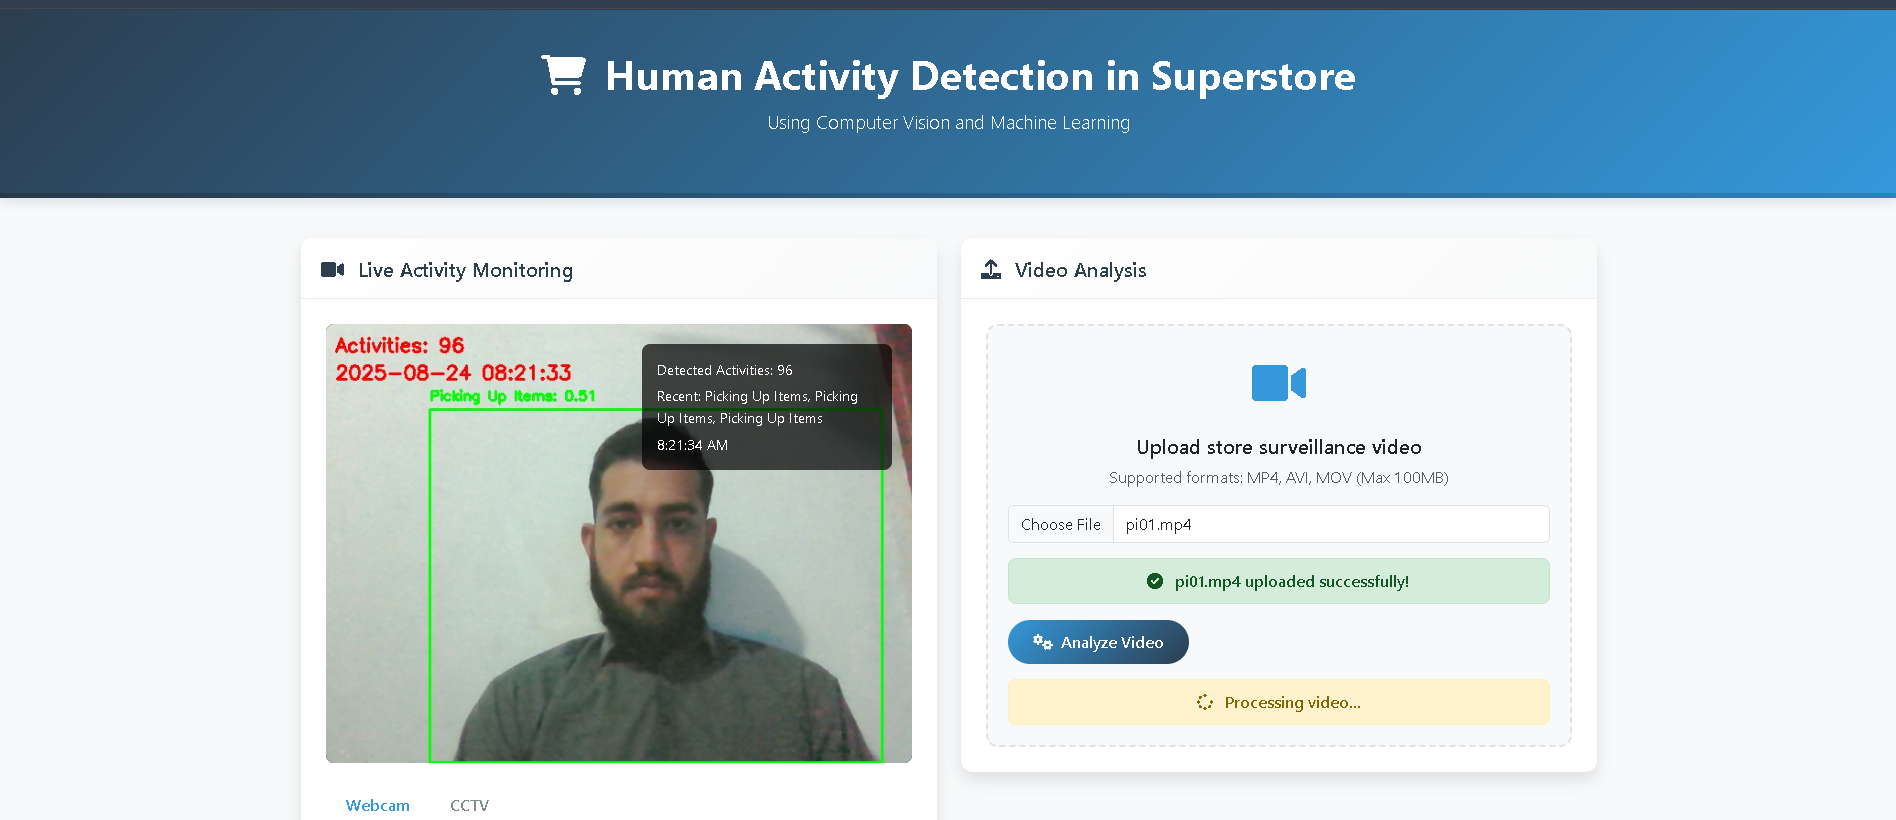 Human Activity Detection in Superstore
Using Computer Vision and Machine Learning
Live Activity Monitoring
Activities: 96
2025-08-24 08:21:33
Picking Up Items: 0.51
Detected Activities: 96
Recent: Picking Up Items, Picking
Up Items, Picking Up Items
8:21:34 AM
Webcam
CCTV
Video Analysis
Upload store surveillance video
Supported formats: MP4, AVI, MOV (Max 100MB)
Choose File
pi01.mp4
pi01.mp4 uploaded successfully!
Analyze Video
Processing video...